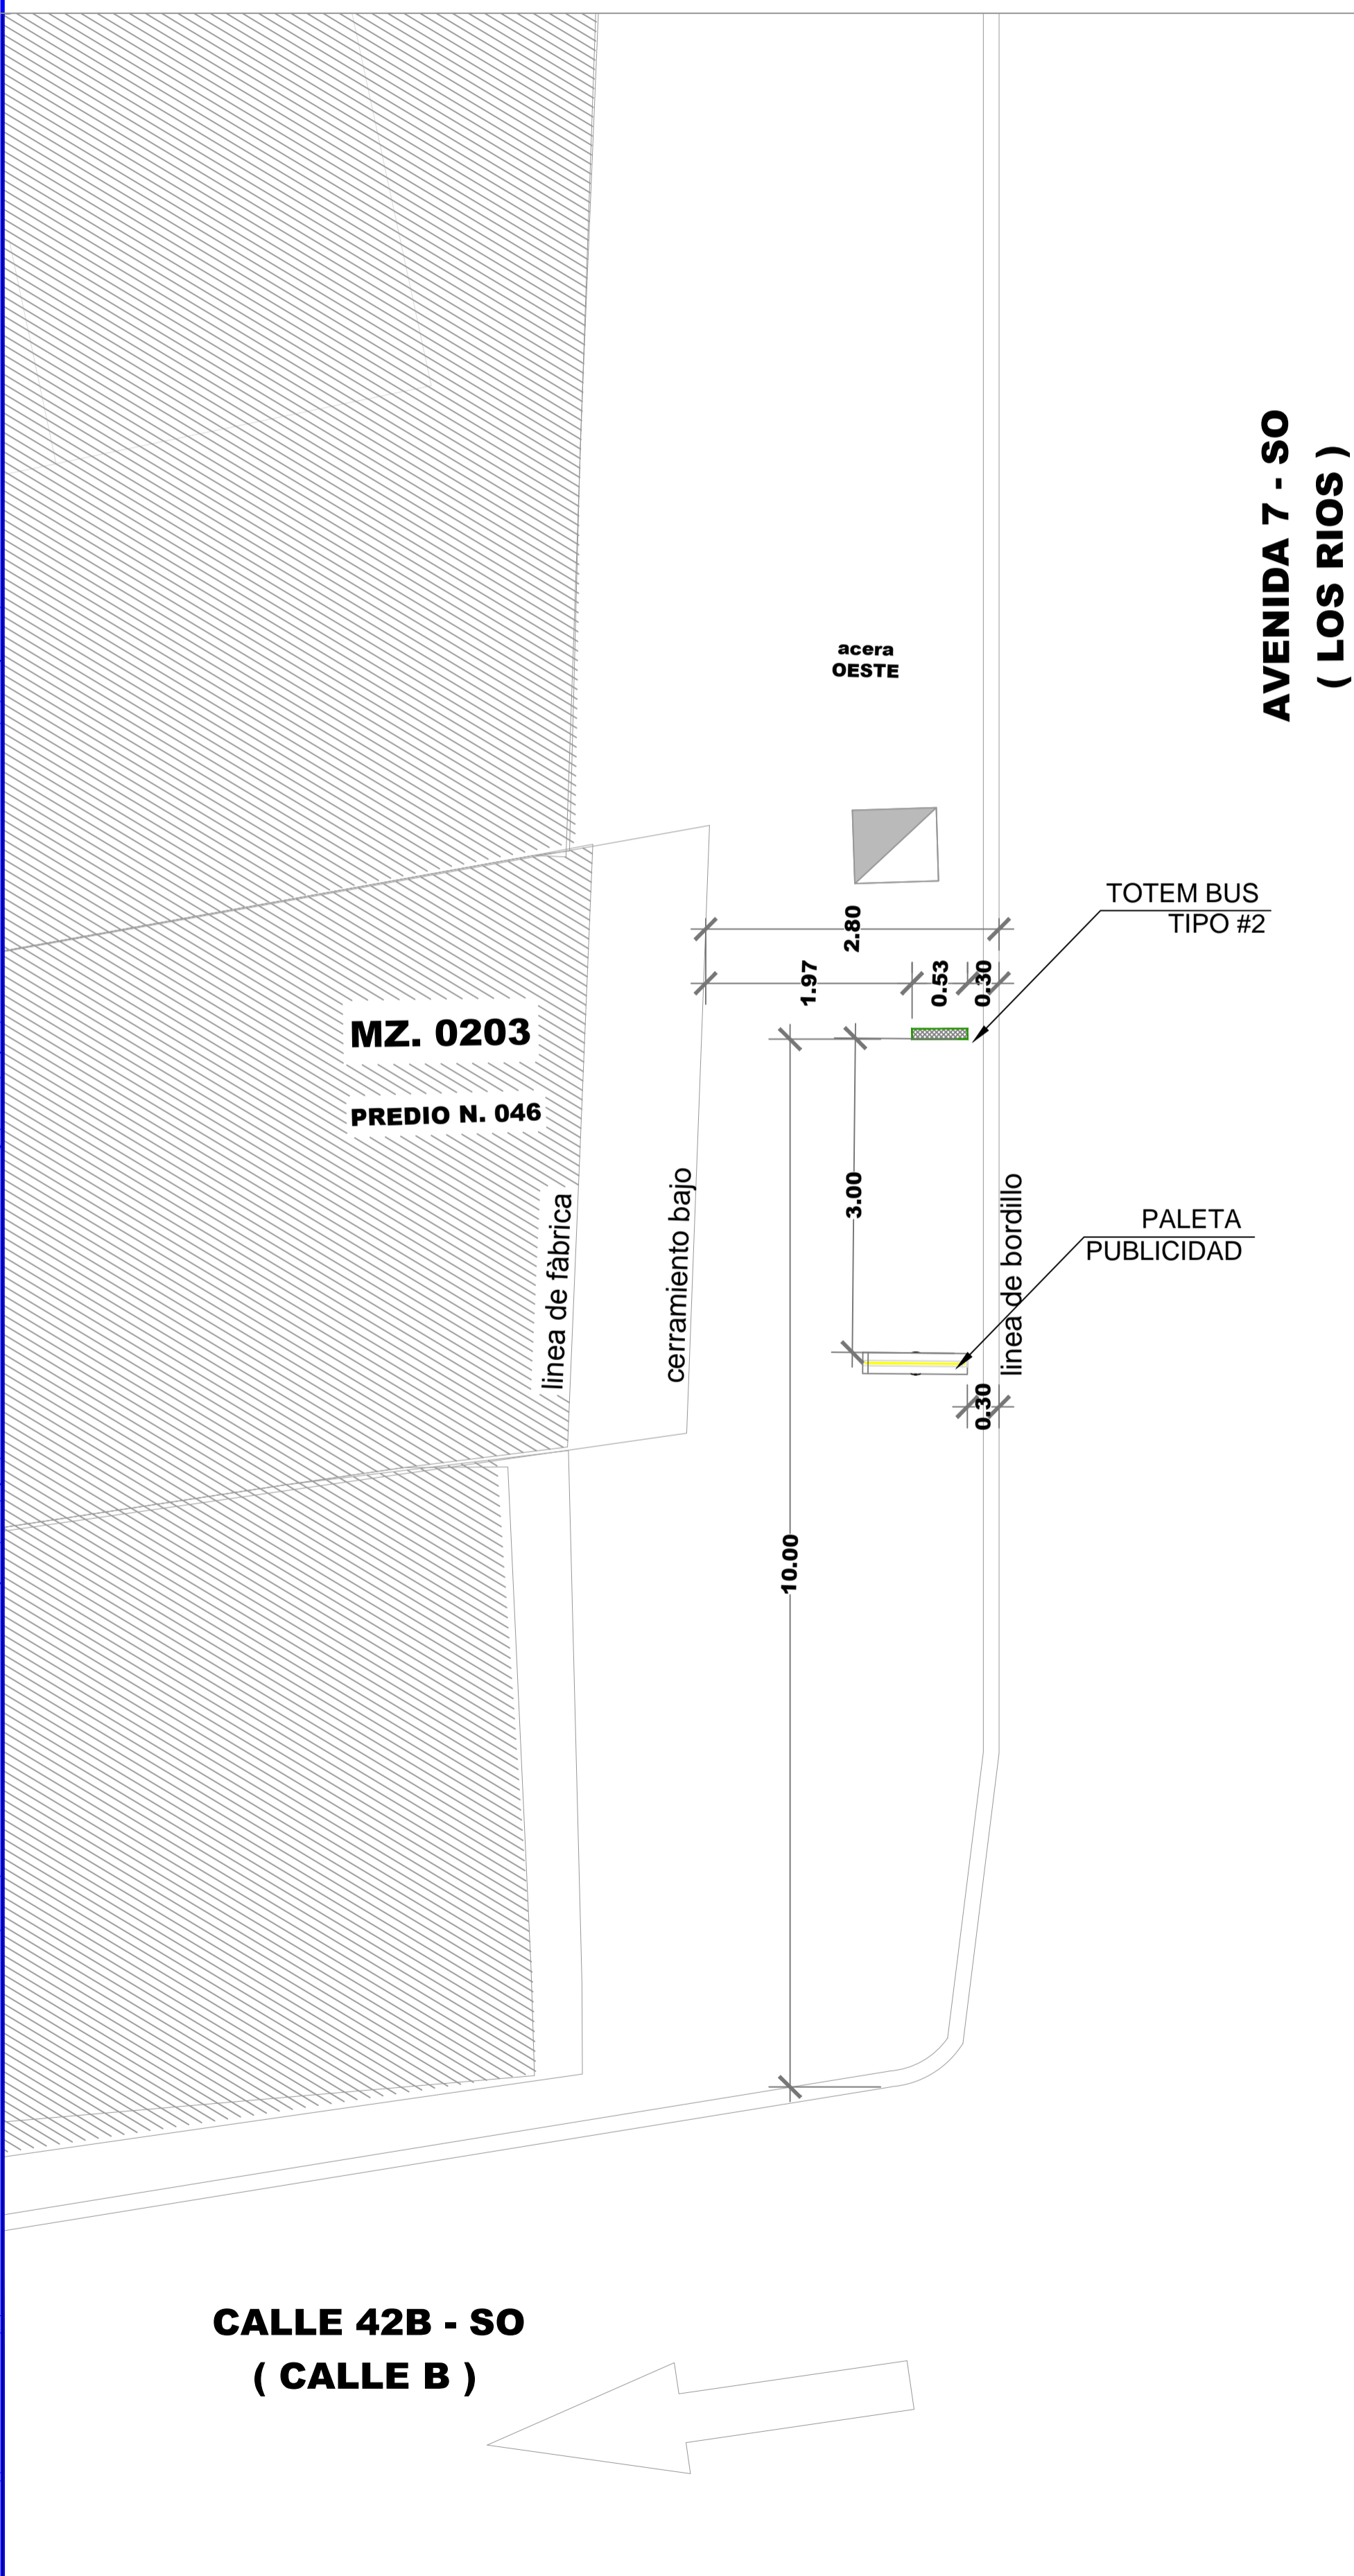 AVENIDA 7 - SO
( LOS RIOS )
acera
OESTE
TOTEM BUS
TIPO #2
2.80
1.97
0.53
0.30
MZ. 0203
PREDIO N. 046
linea de fàbrica
cerramiento bajo
3.00
linea de bordillo
PALETA
PUBLICIDAD
0.30
10.00
CALLE 42B - SO
( CALLE B )